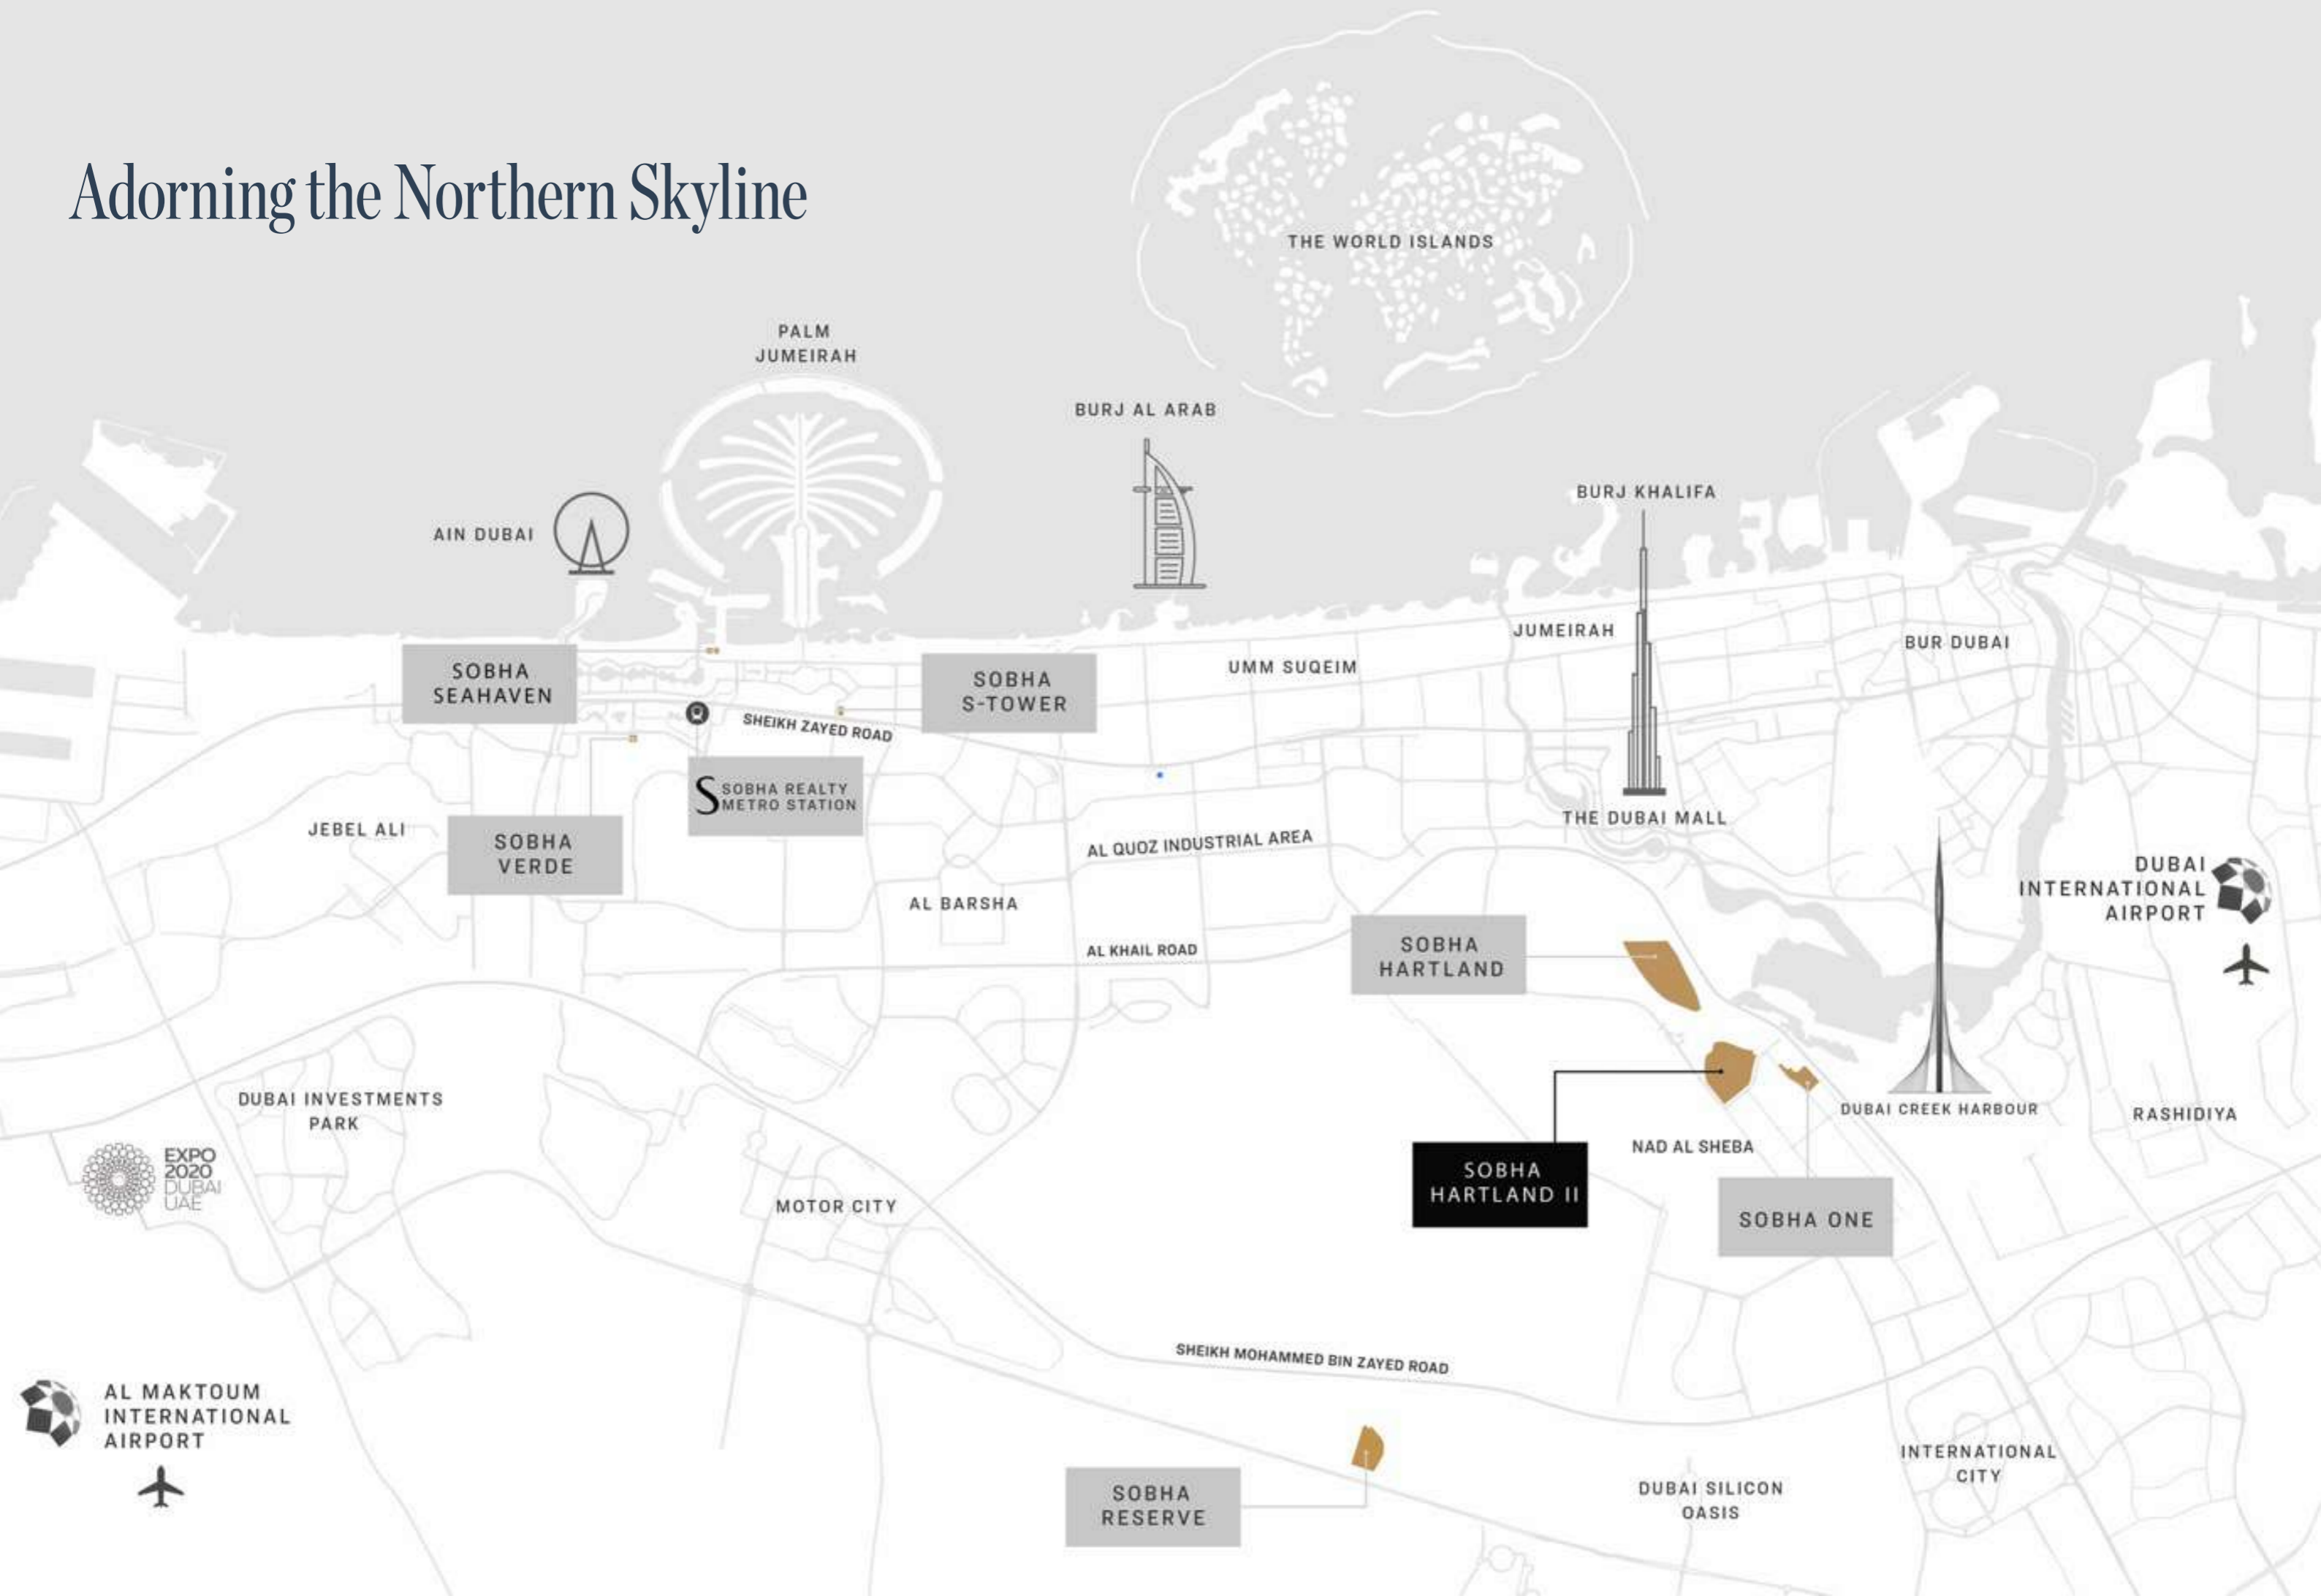 Adorning the Northern Skyline
THE WORLD ISLANDS
PALM
JUMEIRAH
BURJ AL ARAB
BURJ KHALIFA
AIN DUBAI
JUMEIRAH
BUR DUBAI
UMM SUQEIM
SOBHA
SEAHAVEN
SOBHA
S-TOWER
SHEIKH ZAYED ROAD
S SOBHA REALTY
METRO STATION
THE DUBAI MALL
JEBEL ALI
SOBHA
VERDE
AL QUOZ INDUSTRIAL AREA
DUBAI
INTERNATIONAL
AIRPORT
AL BARSHA
AL KHAIL ROAD
SOBHA
HARTLAND
DUBAI INVESTMENTS
PARK
DUBAI CREEK HARBOUR
RASHIDIYA
NAD AL SHEBA
EXPO
2020
DUBAI
UAE
SOBHA
HARTLAND II
MOTOR CITY
SOBHA ONE
SHEIKH MOHAMMED BIN ZAYED ROAD
AL MAKTOUM
INTERNATIONAL
AIRPORT
INTERNATIONAL
CITY
SOBHA
RESERVE
DUBAI SILICON
OASIS